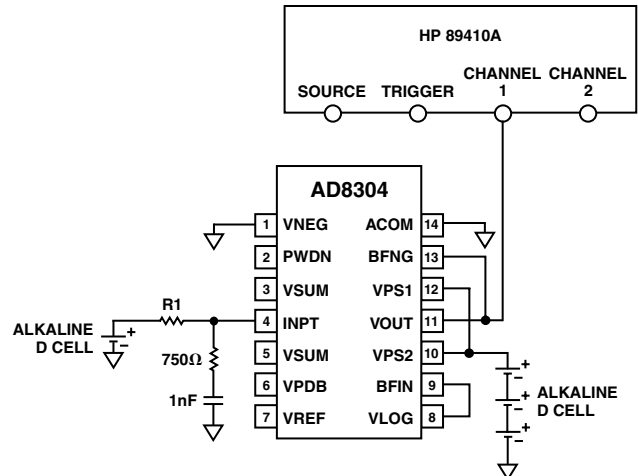 HP 89410A
SOURCE TRIGGER CHANNEL 1 CHANNEL 2
AD8304
1 VNEG ACOM 14
2 PWDN BFNG 13
3 VSUM VPS1 12
4 INPT VOUT 11
5 VSUM VPS2 10
6 VPDB BFIN 9
7 VREF VLOG 8
R1
+
−
ALKALINE
D CELL
750Ω
1nF
+
−
+
−
+
−
ALKALINE
D CELL